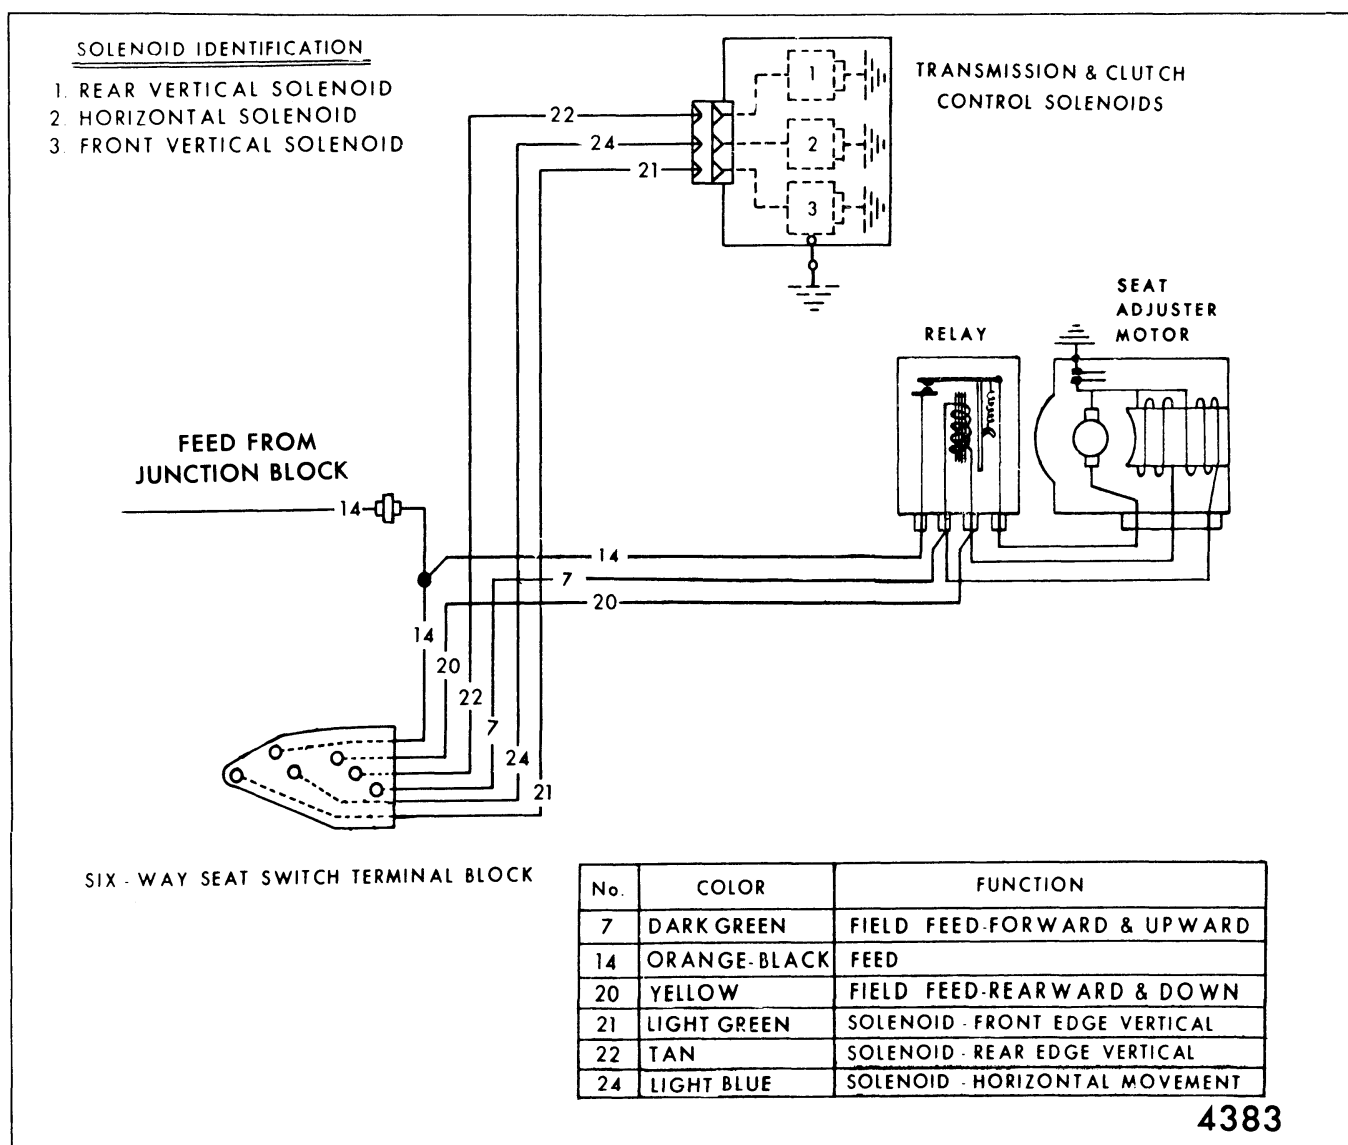 SOLENOID IDENTIFICATION
1. REAR VERTICAL SOLENOID
2. HORIZONTAL SOLENOID
3. FRONT VERTICAL SOLENOID
TRANSMISSION & CLUTCH
CONTROL SOLENOIDS
1
2
3
22
24
21
SEAT
ADJUSTER
MOTOR
RELAY
FEED FROM
JUNCTION BLOCK
14
14
7
20
14
20
22
7
24
21
SIX - WAY SEAT SWITCH TERMINAL BLOCK
No. COLOR FUNCTION
7 DARK GREEN FIELD FEED-FORWARD & UPWARD
14 ORANGE-BLACK FEED
20 YELLOW FIELD FEED-REARWARD & DOWN
21 LIGHT GREEN SOLENOID - FRONT EDGE VERTICAL
22 TAN SOLENOID - REAR EDGE VERTICAL
24 LIGHT BLUE SOLENOID - HORIZONTAL MOVEMENT
4383